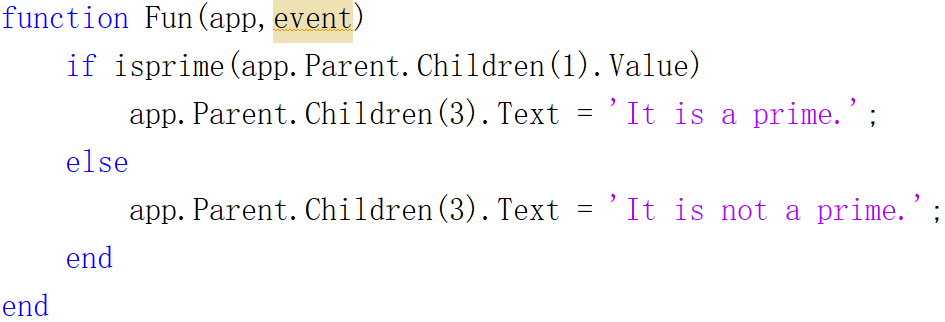 function Fun(app,event)
    if isprime(app.Parent.Children(1).Value)
        app.Parent.Children(3).Text = 'It is a prime.';
    else
        app.Parent.Children(3).Text = 'It is not a prime.';
    end
end